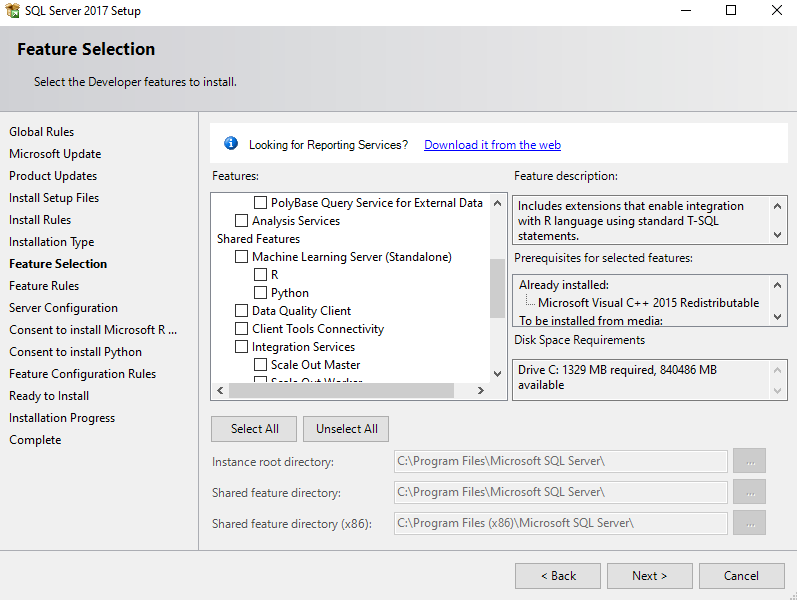 SQL Server 2017 Setup
Feature Selection
Select the Developer features to install.
Global Rules
Microsoft Update
Product Updates
Install Setup Files
Install Rules
Installation Type
Feature Selection
Feature Rules
Server Configuration
Consent to install Microsoft R ...
Consent to install Python
Feature Configuration Rules
Ready to Install
Installation Progress
Complete
Looking for Reporting Services? Download it from the web
Features:
PolyBase Query Service for External Data
Analysis Services
Shared Features
Machine Learning Server (Standalone)
R
Python
Data Quality Client
Client Tools Connectivity
Integration Services
Scale Out Master
Scale Out Worker
Feature description:
Includes extensions that enable integration
with R language using standard T-SQL
statements.
Prerequisites for selected features:
Already installed:
Microsoft Visual C++ 2015 Redistributable
To be installed from media:
Disk Space Requirements
Drive C: 1329 MB required, 840486 MB
available
Select All
Unselect All
Instance root directory: C:\Program Files\Microsoft SQL Server\ ...
Shared feature directory: C:\Program Files\Microsoft SQL Server\ ...
Shared feature directory (x86): C:\Program Files (x86)\Microsoft SQL Server\ ...
< Back
Next >
Cancel